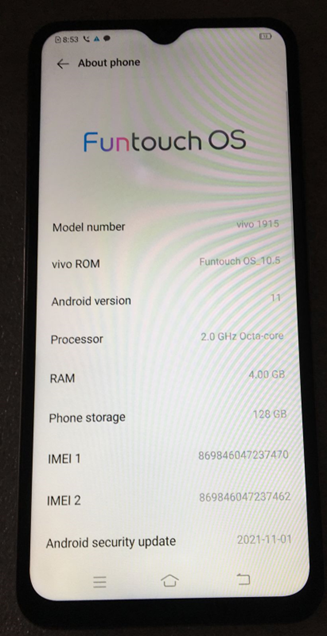 8:53
About phone
Funtouch OS
Model number vivo 1915
vivo ROM Funtouch OS_10.5
Android version 11
Processor 2.0 GHz Octa-core
RAM 4.00 GB
Phone storage 128 GB
IMEI 1 869846047237470
IMEI 2 869846047237462
Android security update 2021-11-01